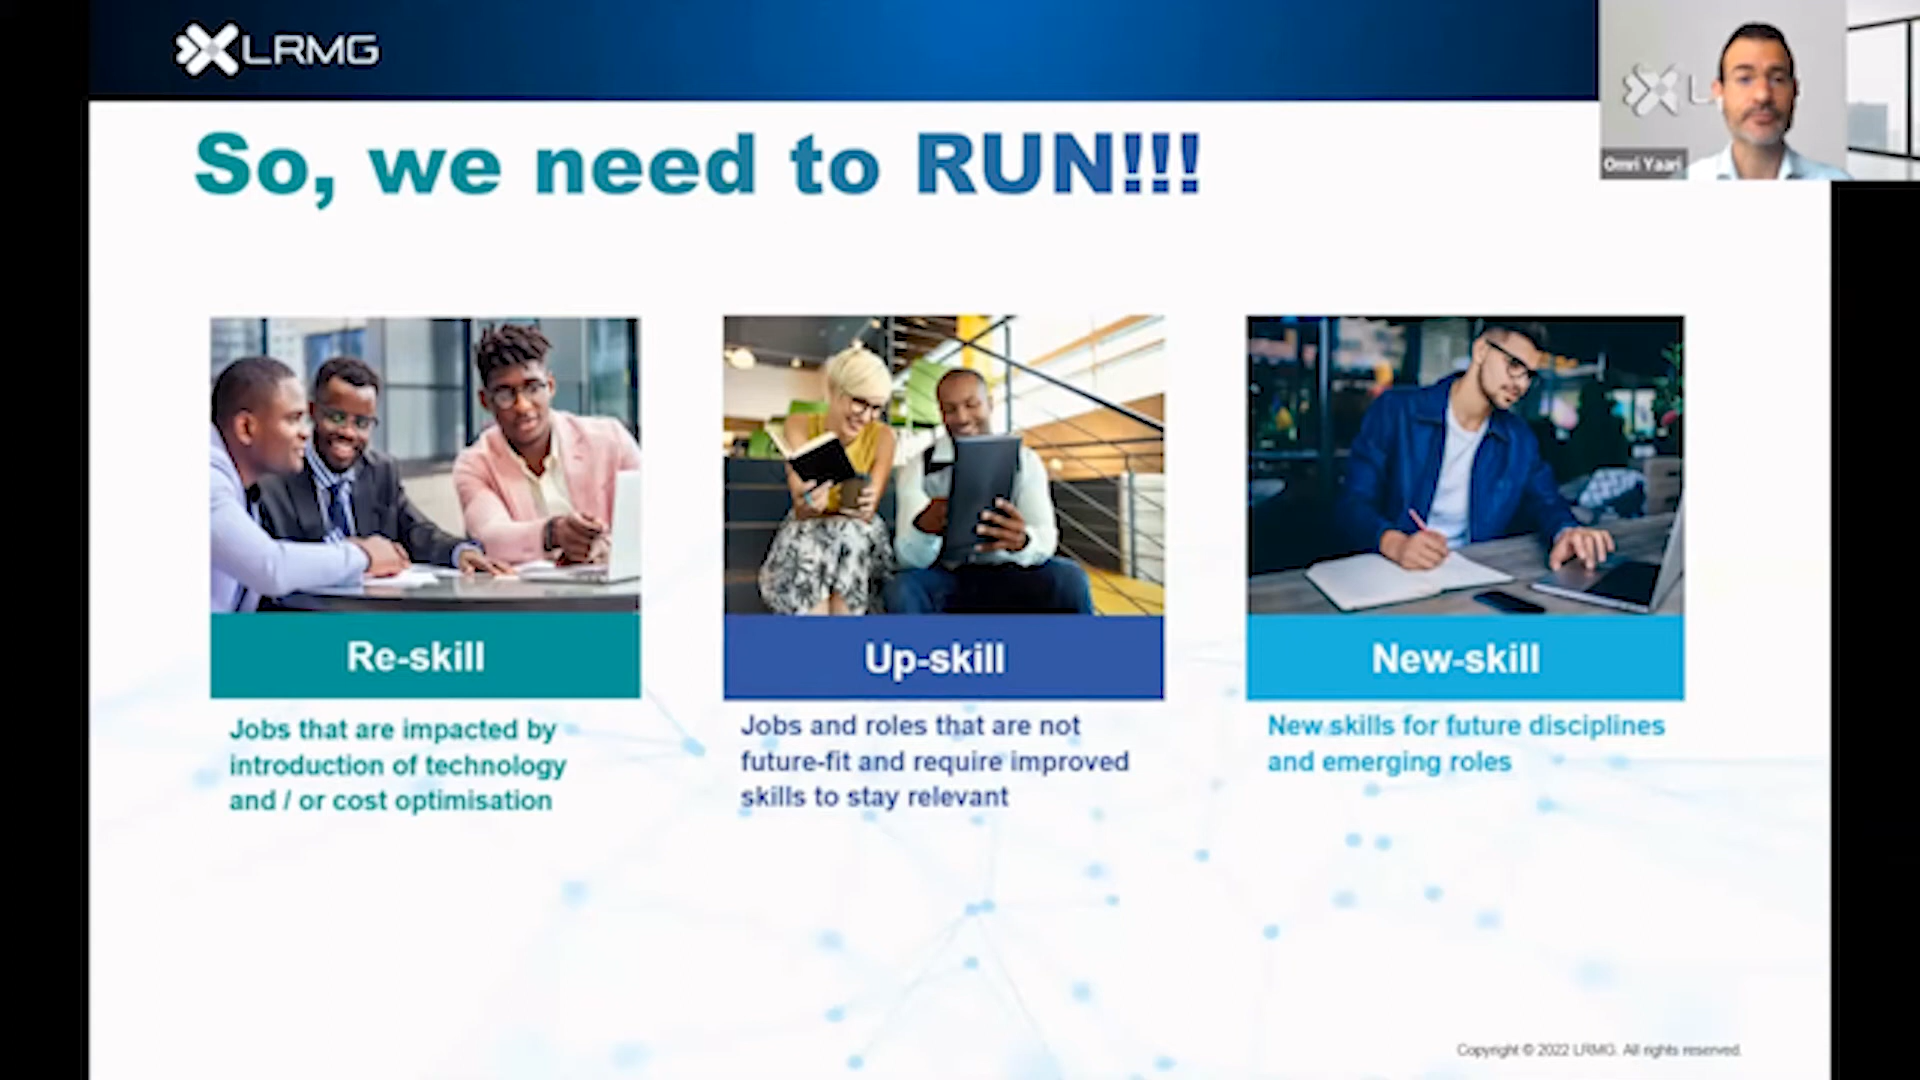 LRMG
L
Omri Yaari
So, we need to RUN!!!
Re-skill
Jobs that are impacted by
introduction of technology
and / or cost optimisation
Up-skill
Jobs and roles that are not
future-fit and require improved
skills to stay relevant
New-skill
New skills for future disciplines
and emerging roles
Copyright © 2022 LRMG. All rights reserved.